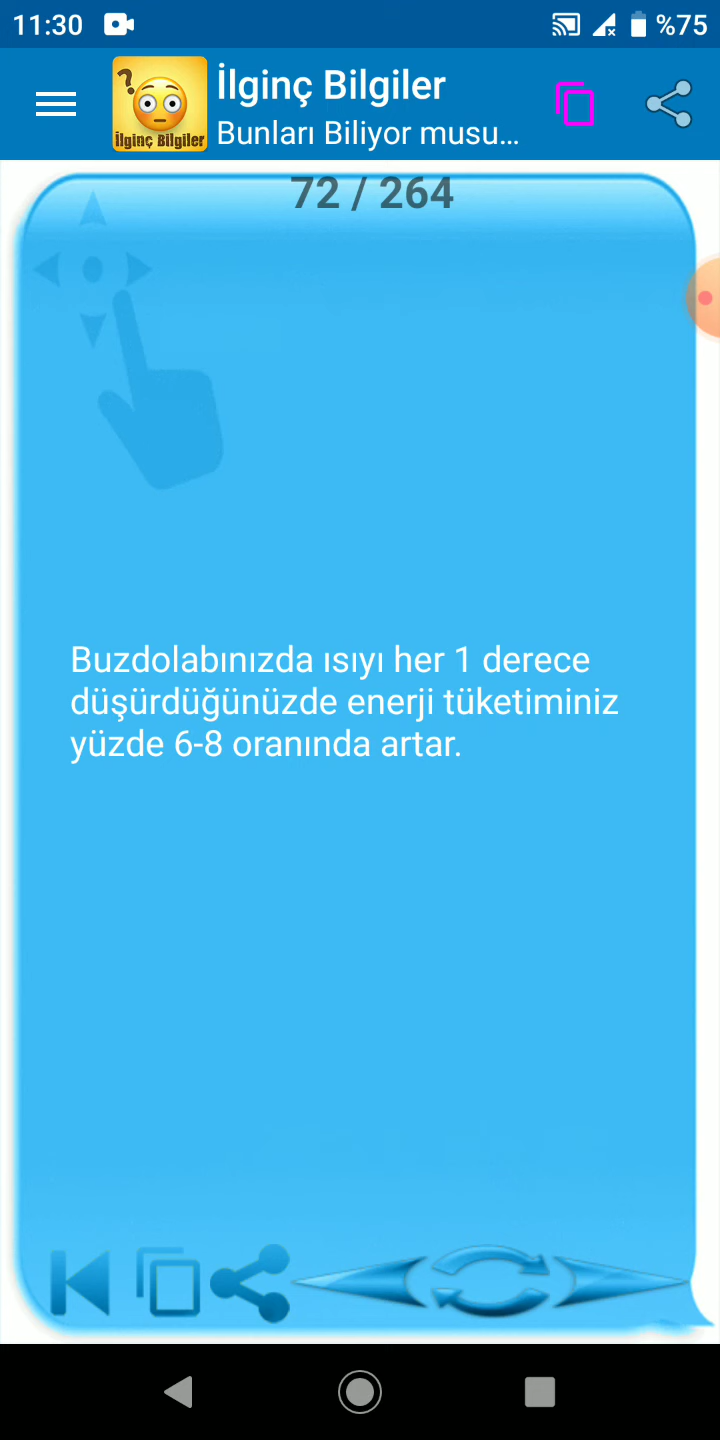 11:30
%75
?
İlginç Bilgiler
İlginç Bilgiler
Bunları Biliyor musu...
72 / 264
Buzdolabınızda ısıyı her 1 derece
düşürdüğünüzde enerji tüketiminiz
yüzde 6-8 oranında artar.